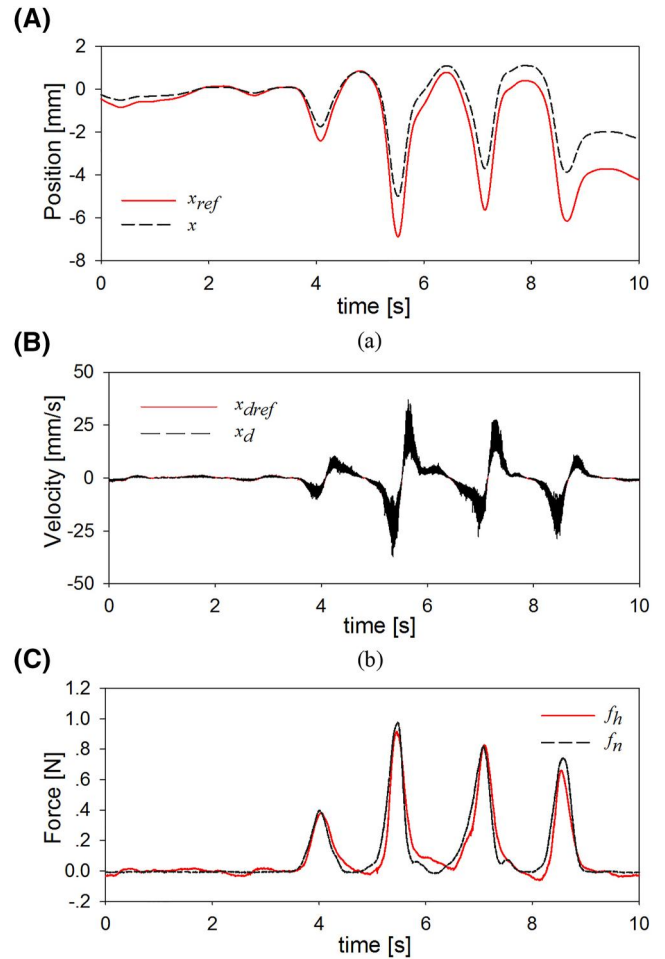 (A)
2
0
-2
-4
-6
-8
Position [mm]
x_ref
x
0 2 4 6 8 10
time [s]
(a)
(B)
50
25
0
-25
-50
Velocity [mm/s]
x_dref
x_d
0 2 4 6 8 10
time [s]
(b)
(C)
1.2
1.0
.8
.6
.4
.2
0.0
Force [N]
f_h
f_n
0 2 4 6 8 10
time [s]